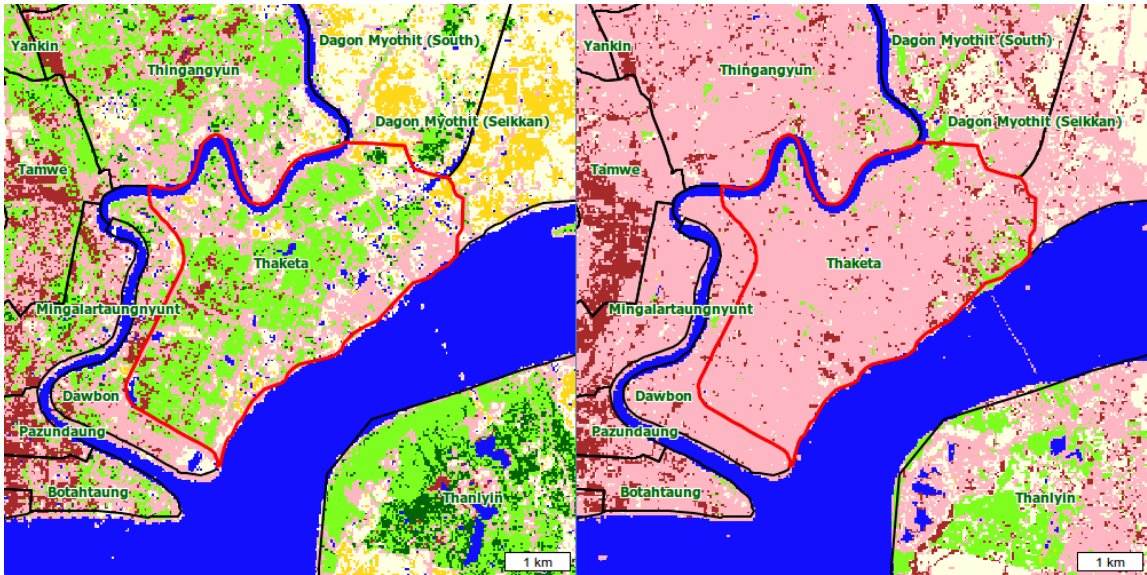 Dagon Myothit (South)
Yankin
Thingangyun
Dagon Myothit (Seikkan)
Tamwe
Thaketa
Mingalartaungnyunt
Dawbon
Pazundaung
Botahtaung
Thanlyin
1 km
Dagon Myothit (South)
Yankin
Thingangyun
Dagon Myothit (Seikkan)
Tamwe
Thaketa
Mingalartaungnyunt
Dawbon
Pazundaung
Botahtaung
Thanlyin
1 km